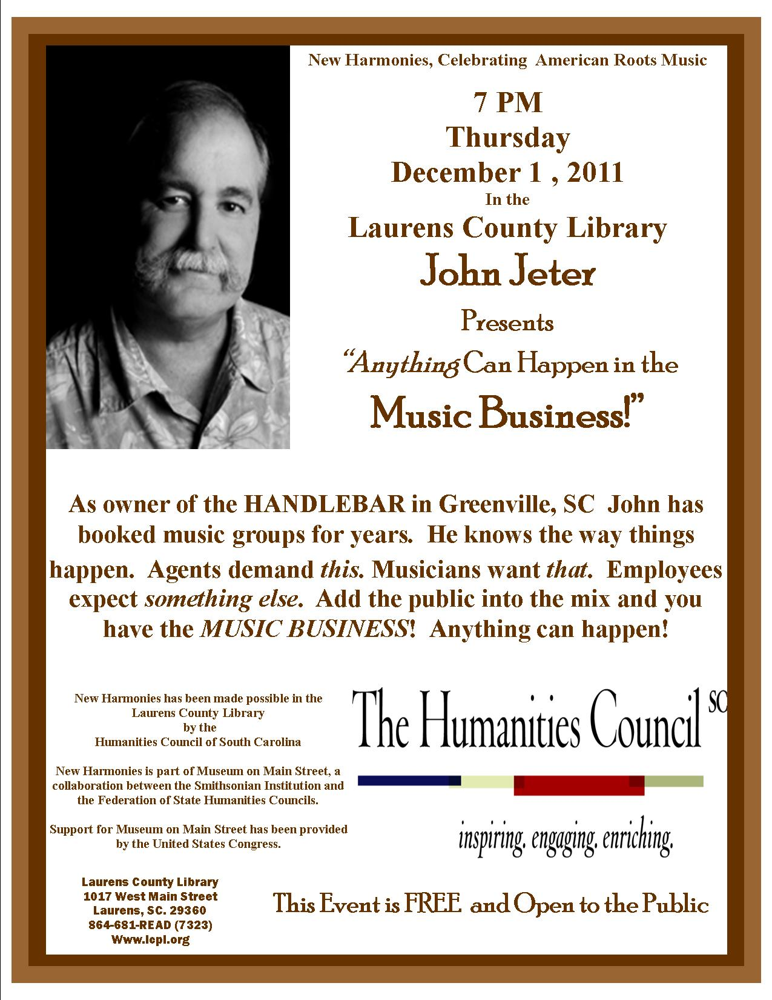 New Harmonies, Celebrating American Roots Music
7 PM
Thursday
December 1 , 2011
In the
Laurens County Library
John Jeter
Presents
“Anything Can Happen in the
Music Business!”
As owner of the HANDLEBAR in Greenville, SC John has
booked music groups for years. He knows the way things
happen. Agents demand this. Musicians want that. Employees
expect something else. Add the public into the mix and you
have the MUSIC BUSINESS! Anything can happen!
New Harmonies has been made possible in the
Laurens County Library
by the
Humanities Council of South Carolina
New Harmonies is part of Museum on Main Street, a
collaboration between the Smithsonian Institution and
the Federation of State Humanities Councils.
Support for Museum on Main Street has been provided
by the United States Congress.
The Humanities Council SC
inspiring. engaging. enriching.
Laurens County Library
1017 West Main Street
Laurens, SC. 29360
864-681-READ (7323)
Www.lcpl.org
This Event is FREE and Open to the Public